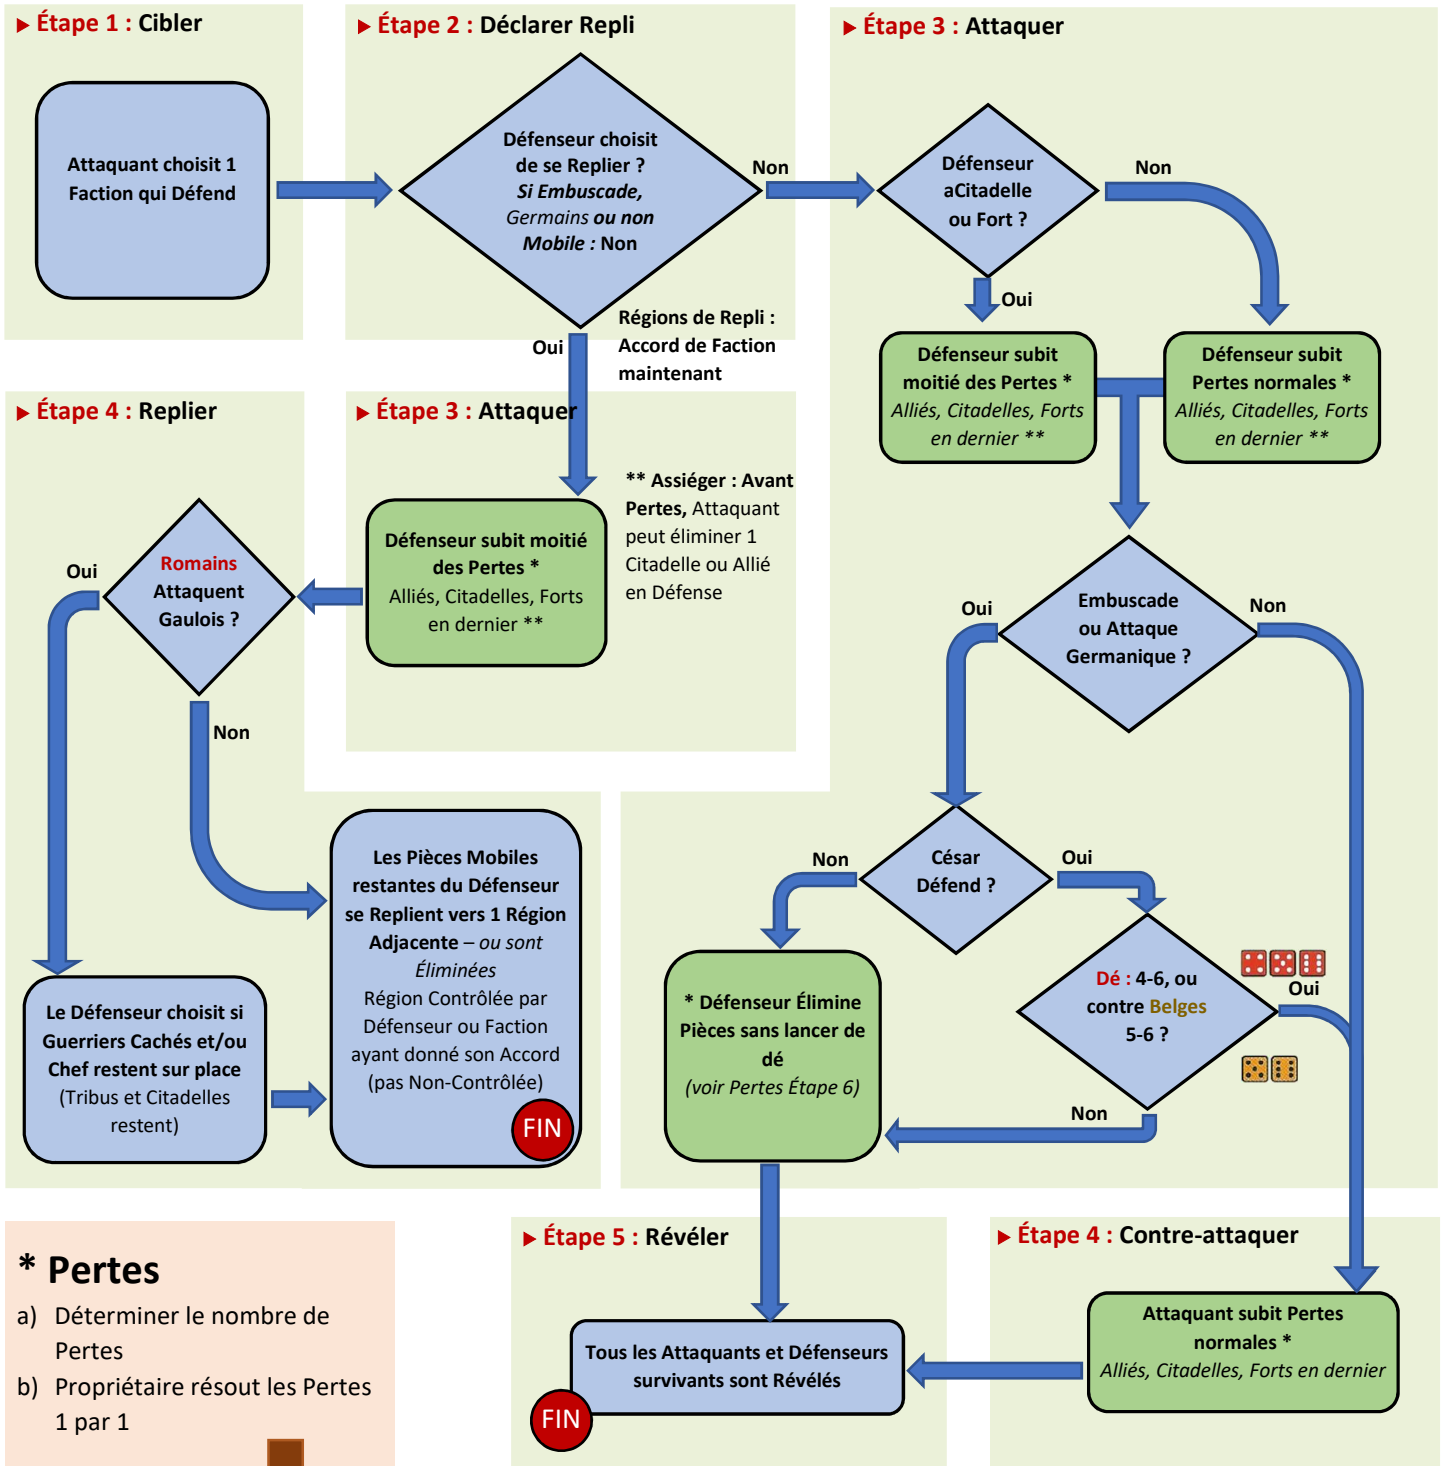 ▶ Étape 1 : Cibler
Attaquant choisit 1
Faction qui Défend
▶ Étape 2 : Déclarer Repli
Défenseur choisit
de se Replier ?
Si Embuscade,
Germains ou non
Mobile : Non
Non
Oui
Régions de Repli :
Accord de Faction
maintenant
▶ Étape 3 : Attaquer
Défenseur
aCitadelle
ou Fort ?
Non
Oui
Défenseur subit
moitié des Pertes *
Alliés, Citadelles, Forts
en dernier **
Défenseur subit
Pertes normales *
Alliés, Citadelles, Forts
en dernier **
Embuscade
ou Attaque
Germanique ?
Oui
Non
César
Défend ?
Non
Oui
Dé : 4-6, ou
contre Belges
5-6 ?
Oui
Non
* Défenseur Élimine
Pièces sans lancer de
dé
(voir Pertes Étape 6)
▶ Étape 3 : Attaquer
** Assiéger : Avant
Pertes, Attaquant
peut éliminer 1
Citadelle ou Allié
en Défense
Défenseur subit moitié
des Pertes *
Alliés, Citadelles, Forts
en dernier **
▶ Étape 4 : Replier
Romains
Attaquent
Gaulois ?
Oui
Non
Le Défenseur choisit si
Guerriers Cachés et/ou
Chef restent sur place
(Tribus et Citadelles
restent)
Les Pièces Mobiles
restantes du Défenseur
se Replient vers 1 Région
Adjacente – ou sont
Éliminées
Région Contrôlée par
Défenseur ou Faction
ayant donné son Accord
(pas Non-Contrôlée)
FIN
▶ Étape 4 : Contre-attaquer
Attaquant subit Pertes
normales *
Alliés, Citadelles, Forts en dernier
▶ Étape 5 : Révéler
Tous les Attaquants et Défenseurs
survivants sont Révélés
FIN
* Pertes
a) Déterminer le nombre de
Pertes
b) Propriétaire résout les Pertes
1 par 1